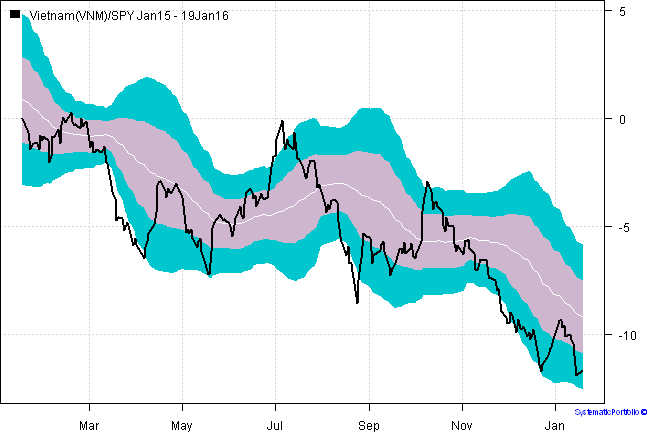 Vietnam(VNM)/SPY Jan15 - 19Jan16
5
0
-5
-10
Mar May Jul Sep Nov Jan
SystematicPortfolio ©